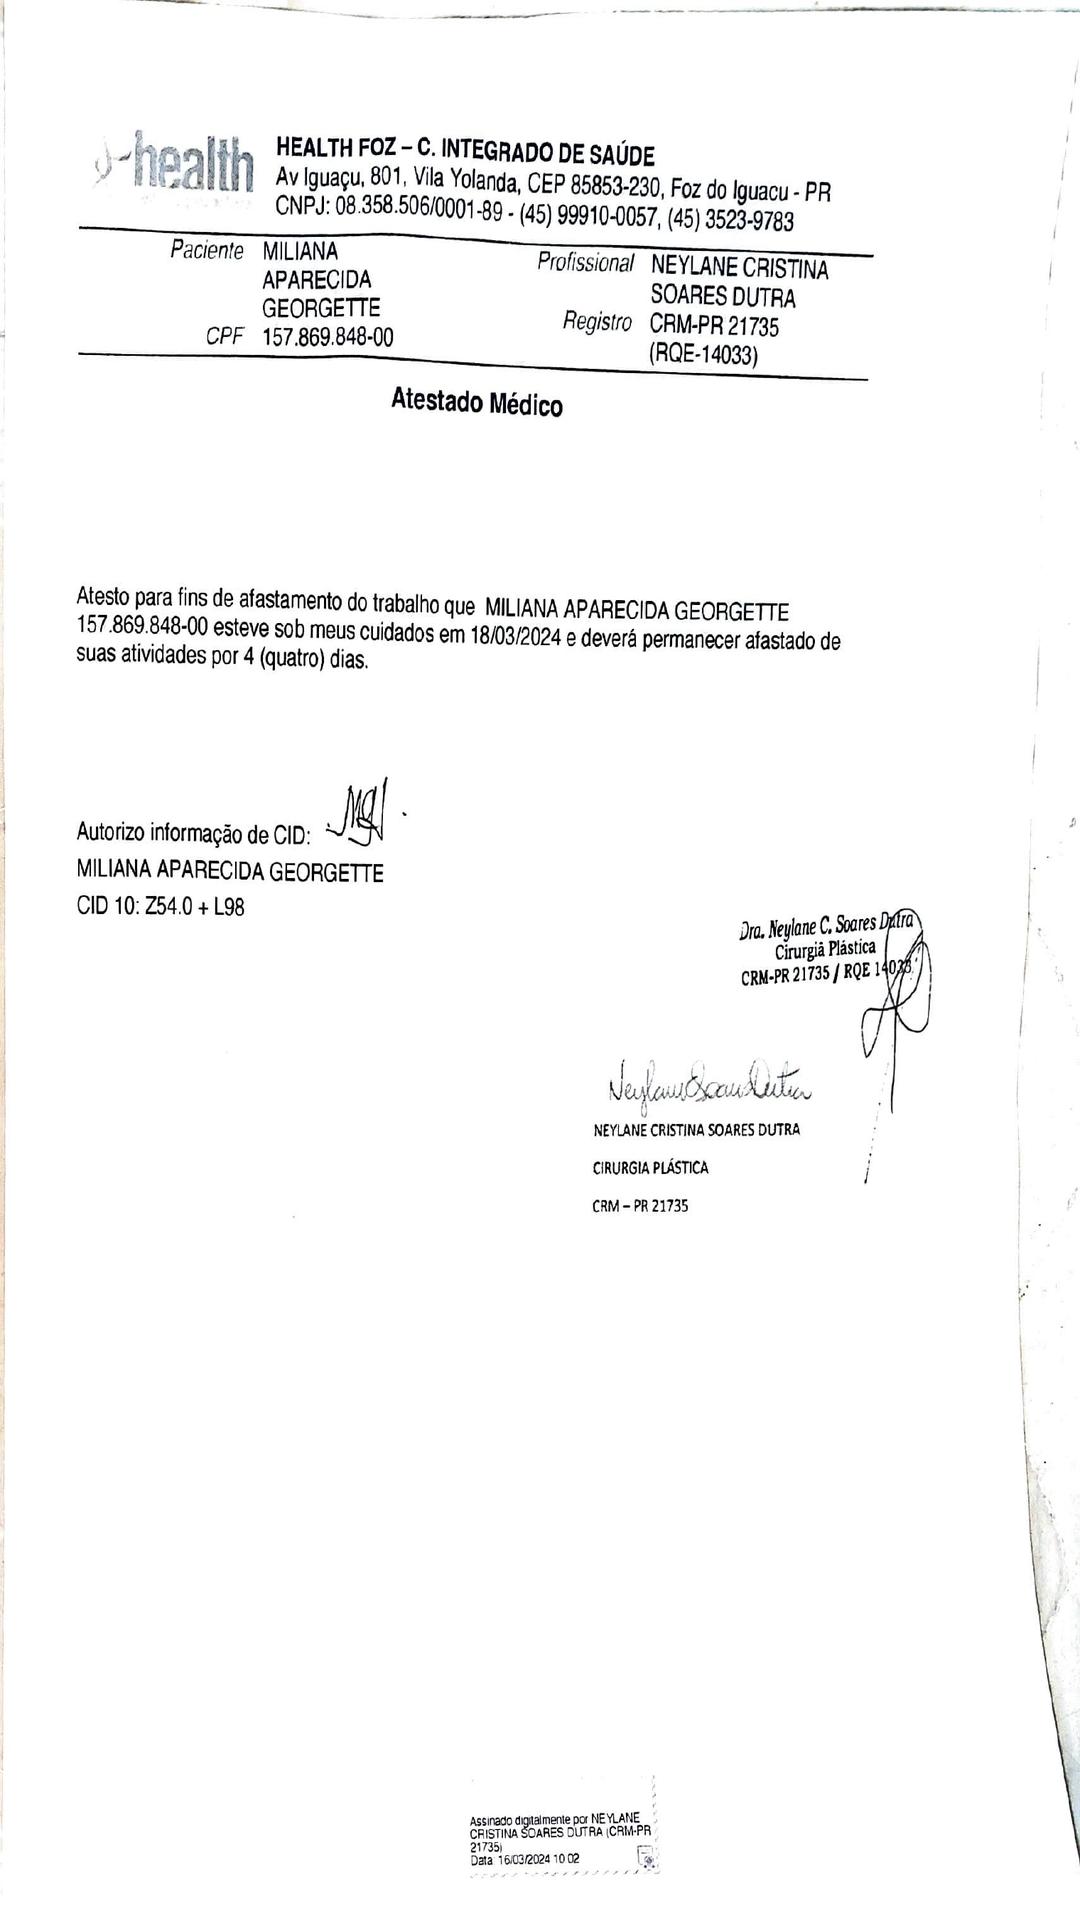 health
HEALTH FOZ – C. INTEGRADO DE SAÚDE
Av Iguaçu, 801, Vila Yolanda, CEP 85853-230, Foz do Iguacu - PR
CNPJ: 08.358.506/0001-89 - (45) 99910-0057, (45) 3523-9783
Paciente MILIANA
APARECIDA
GEORGETTE
CPF 157.869.848-00
Profissional NEYLANE CRISTINA
SOARES DUTRA
Registro CRM-PR 21735
(RQE-14033)
Atestado Médico
Atesto para fins de afastamento do trabalho que MILIANA APARECIDA GEORGETTE
157.869.848-00 esteve sob meus cuidados em 18/03/2024 e deverá permanecer afastado de
suas atividades por 4 (quatro) dias.
Autorizo informação de CID:
MILIANA APARECIDA GEORGETTE
CID 10: Z54.0 + L98
Dra. Neylane C. Soares Dutra
Cirurgiã Plástica
CRM-PR 21735 / RQE 14033
Neylane Soares Dutra
NEYLANE CRISTINA SOARES DUTRA
CIRURGIA PLÁSTICA
CRM – PR 21735
Assinado digitalmente por NEYLANE
CRISTINA SOARES DUTRA (CRM-PR
21735)
Data 16/03/2024 10 02